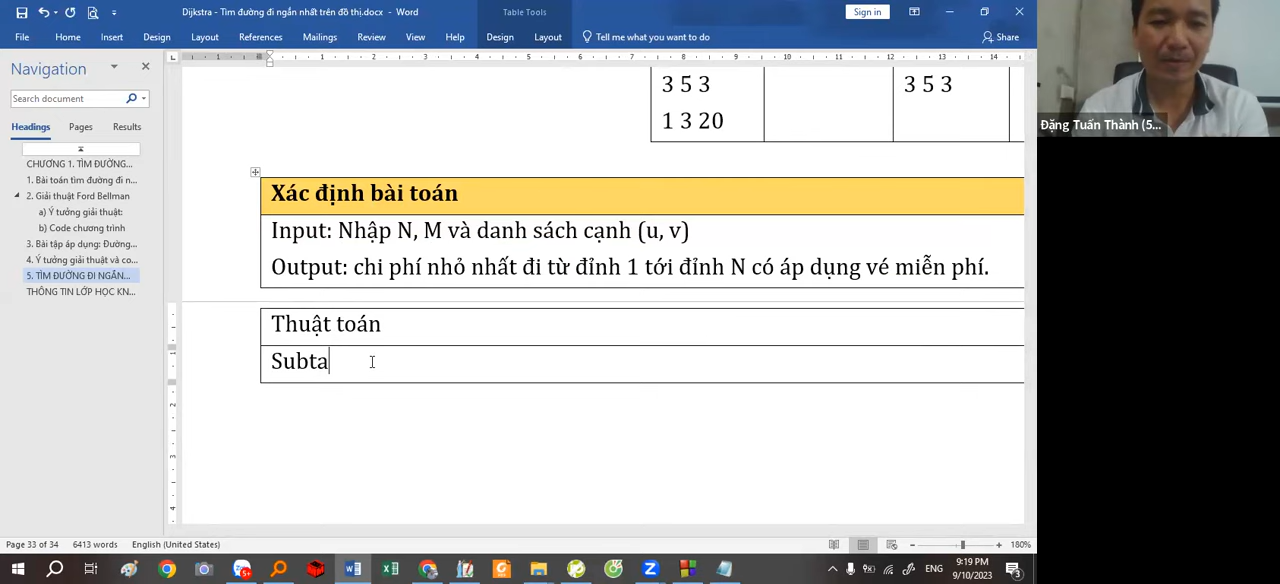 Dijkstra - Tìm đường đi ngắn nhất trên đồ thị.docx - Word
Table Tools
Sign in
File Home Insert Design Layout References Mailings Review View Help Design Layout Tell me what you want to do Share
Navigation
Search document
Headings Pages Results
CHƯƠNG 1. TÌM ĐƯỜNG...
1. Bài toán tìm đường đi n...
2. Giải thuật Ford Bellman
a) Ý tưởng giải thuật:
b) Code chương trình
3. Bài tập áp dụng: Đường...
4. Ý tưởng giải thuật và co...
5. TÌM ĐƯỜNG ĐI NGẮN...
THÔNG TIN LỚP HỌC KN...
3 5 3 3 5 3
1 3 20
Xác định bài toán
Input: Nhập N, M và danh sách cạnh (u, v)
Output: chi phí nhỏ nhất đi từ đỉnh 1 tới đỉnh N có áp dụng vé miễn phí.
Thuật toán
Subta
Đặng Tuấn Thành (5...
Page 33 of 34 6413 words English (United States) 180%
ENG 9:19 PM
9/10/2023